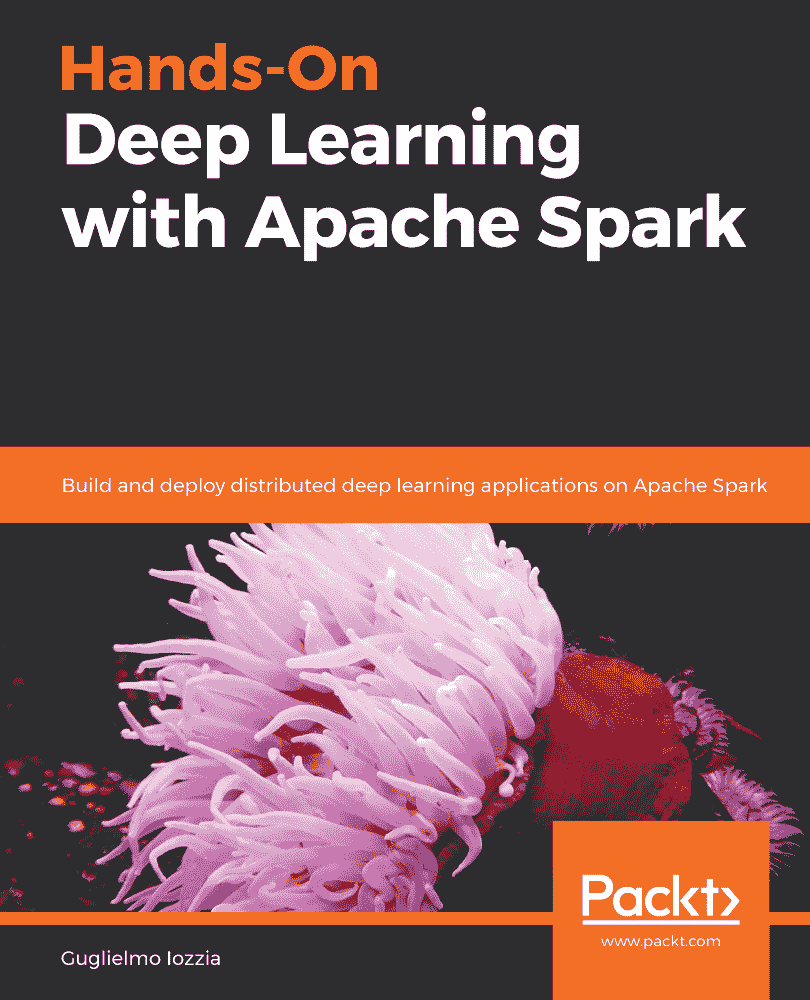 Hands-On
Deep Learning
with Apache Spark
Build and deploy distributed deep learning applications on Apache Spark
Packt>
www.packt.com
Guglielmo Iozzia